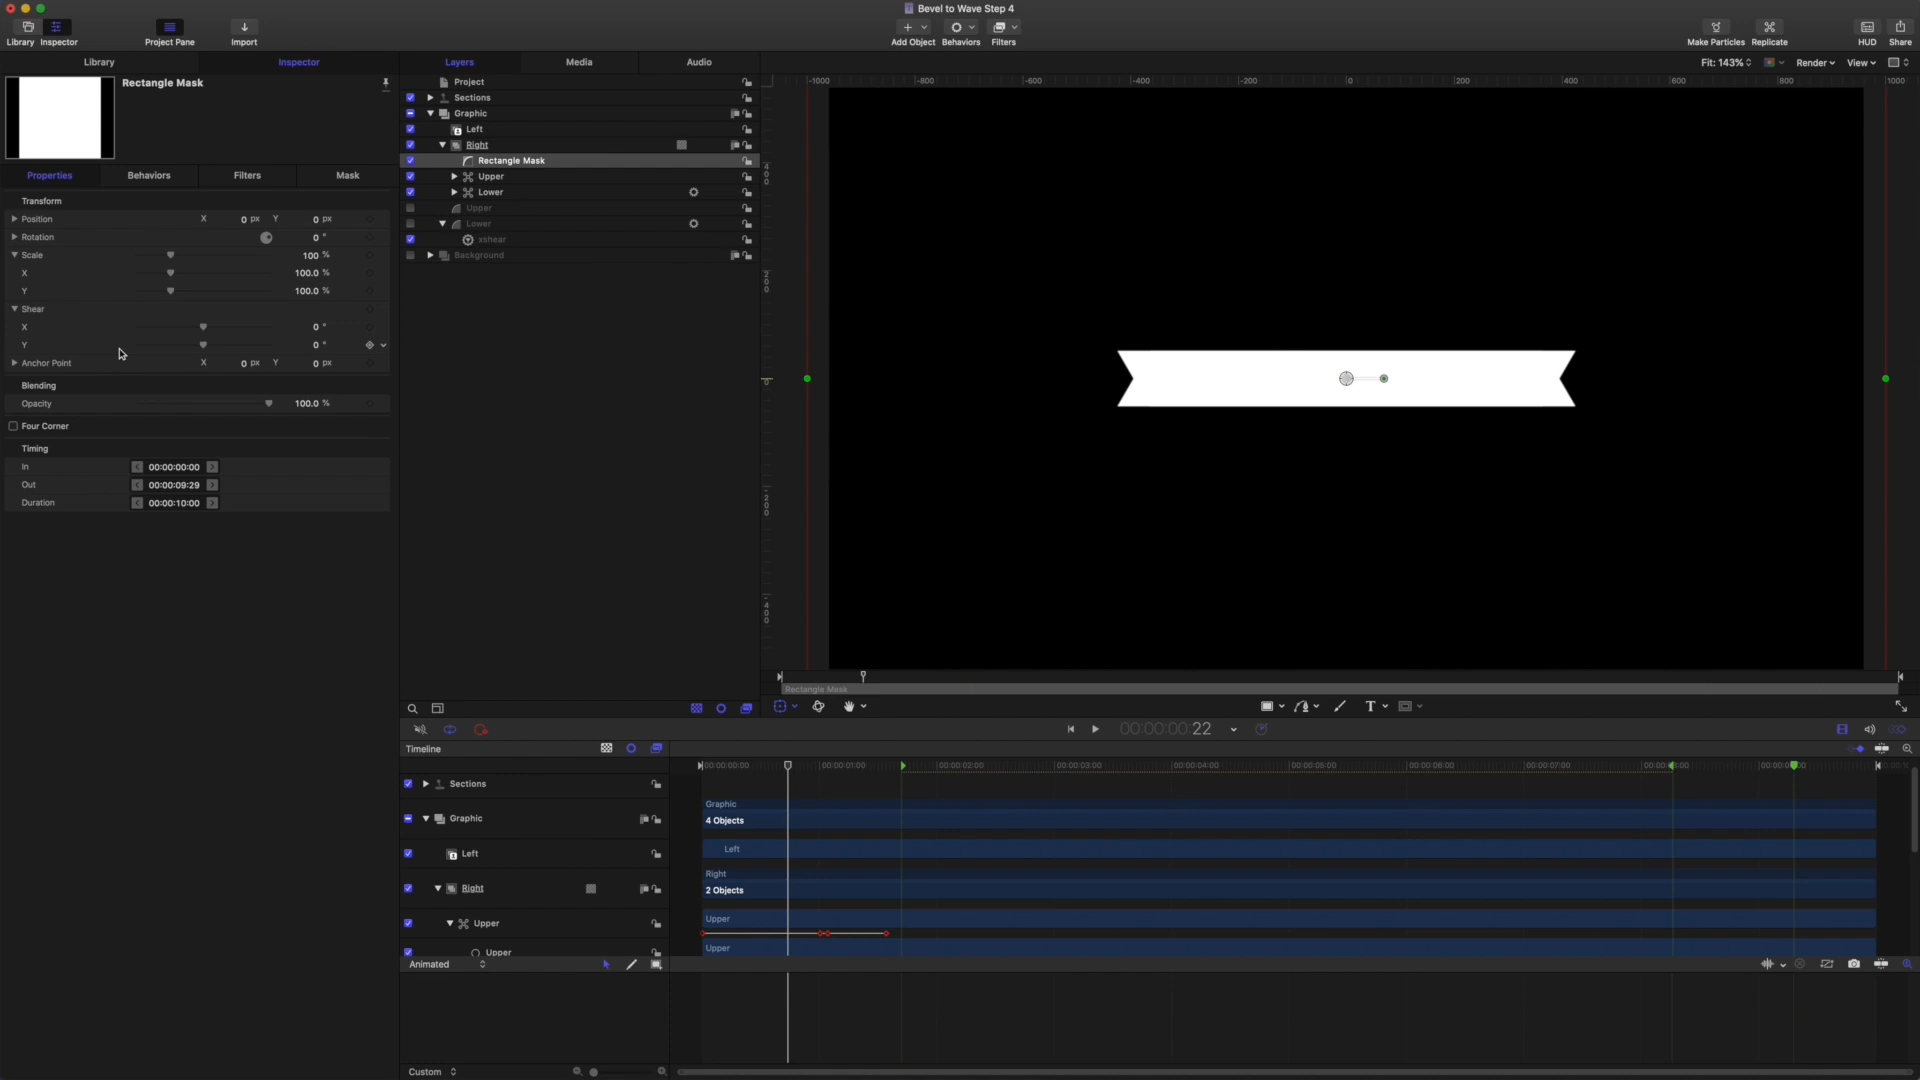 Bevel to Wave Step 4
Library Inspector Project Pane Import Add Object Behaviors Filters Make Particles Replicate HUD Share
Library Inspector Layers Media Audio Fit: 143% Render View
Rectangle Mask
Properties Behaviors Filters Mask
Transform
Position X 0 px Y 0 px
Rotation 0 °
Scale 100 %
X 100.0 %
Y 100.0 %
Shear
X 0 °
Y 0 °
Anchor Point X 0 px Y 0 px
Blending
Opacity 100.0 %
Four Corner
Timing
In 00:00:00:00
Out 00:00:09:29
Duration 00:00:10:00
Project
Sections
Graphic
Left
Right
Rectangle Mask
Upper
Lower
Upper
Lower
xshear
Background
-1000 -800 -600 -400 -200 0 200 400 600 800 1000
400
200
0
-200
-400
Rectangle Mask
T
00:00:00:22
Timeline
00:00:00:00 00:00:01:00 00:00:02:00 00:00:03:00 00:00:04:00 00:00:05:00 00:00:06:00 00:00:07:00
Sections
Graphic
Graphic 4 Objects
Left Left
Right
Right 2 Objects
Upper Upper
Upper Upper
Animated
Custom